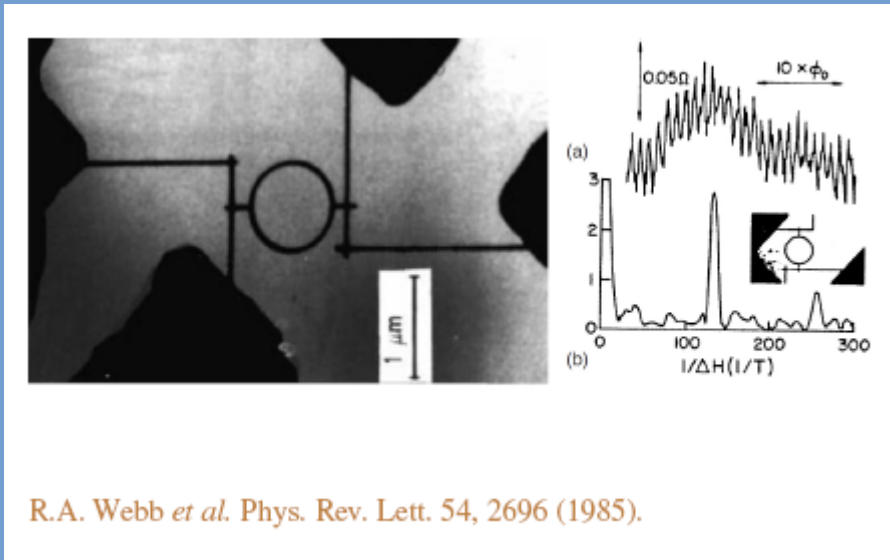 0.05Ω
10 × ϕ₀
(a)
3
2
1
0
0 100 200 300
(b)
1/ΔH(1/T)
1 μm
R.A. Webb et al. Phys. Rev. Lett. 54, 2696 (1985).